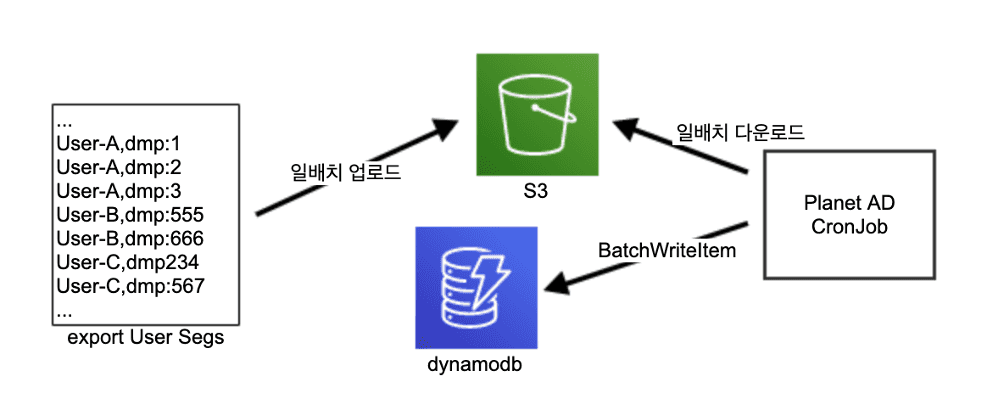 ...
User-A,dmp:1
User-A,dmp:2
User-A,dmp:3
User-B,dmp:555
User-B,dmp:666
User-C,dmp234
User-C,dmp:567
...
export User Segs
일배치 업로드
S3
일배치 다운로드
Planet AD
CronJob
BatchWriteItem
dynamodb